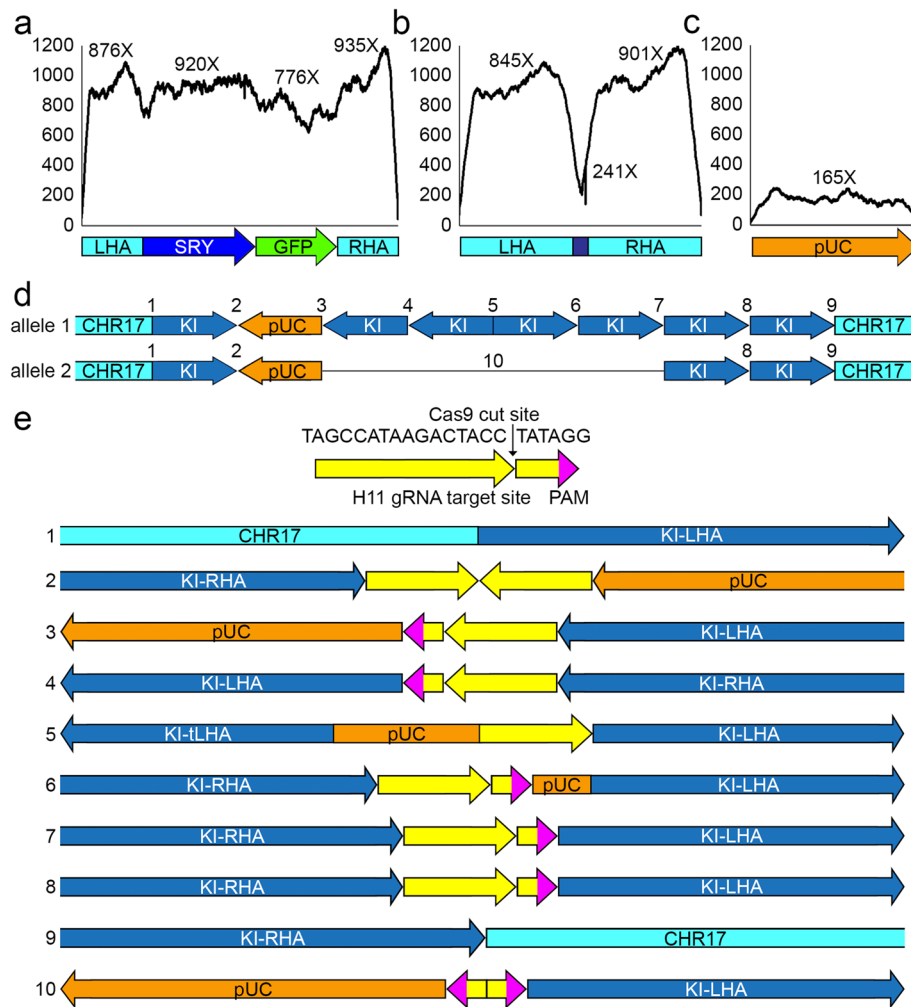 a b c
1200 1200 1200
876X 920X 776X 935X 845X 901X
1000 1000 1000
800 800 800
600 600 600
400 400 400
241X 165X
200 200 200
0 0 0
LHA SRY GFP RHA LHA RHA pUC
d
1 2 3 4 5 6 7 8 9
allele 1 CHR17 KI pUC KI KI KI KI KI KI CHR17
1 2 10 8 9
allele 2 CHR17 KI pUC KI KI CHR17
e
Cas9 cut site
TAGCCATAAGACTACC TATAGG
H11 gRNA target site PAM
1 CHR17 KI-LHA
2 KI-RHA pUC
3 pUC KI-LHA
4 KI-LHA KI-RHA
5 KI-tLHA pUC KI-LHA
6 KI-RHA pUC KI-LHA
7 KI-RHA KI-LHA
8 KI-RHA KI-LHA
9 KI-RHA CHR17
10 pUC KI-LHA